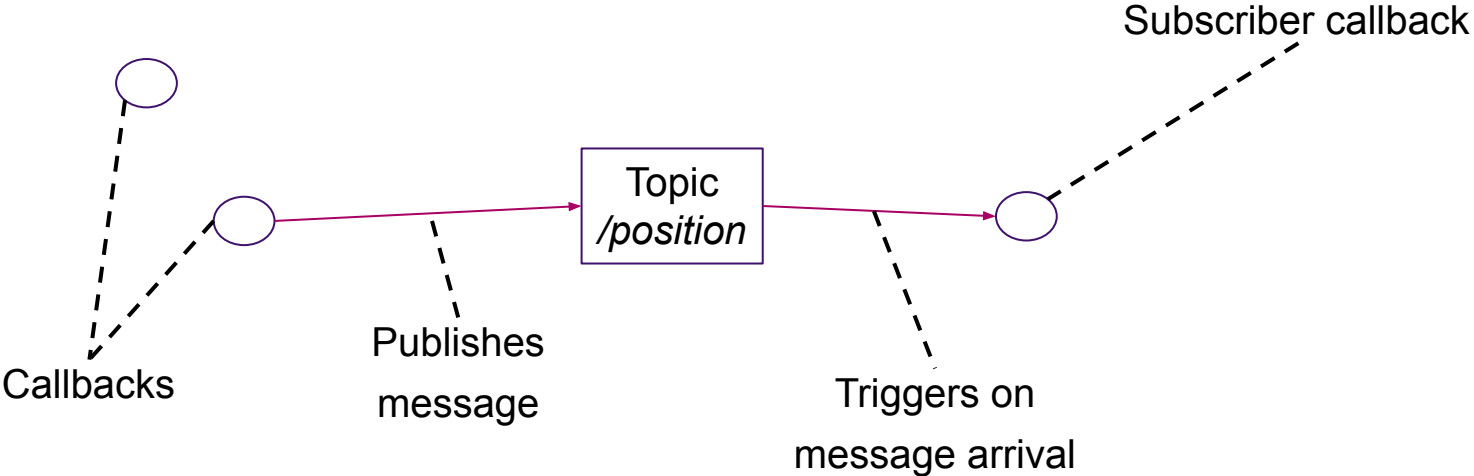 Subscriber callback
Topic
/position
Publishes
message
Callbacks
Triggers on
message arrival